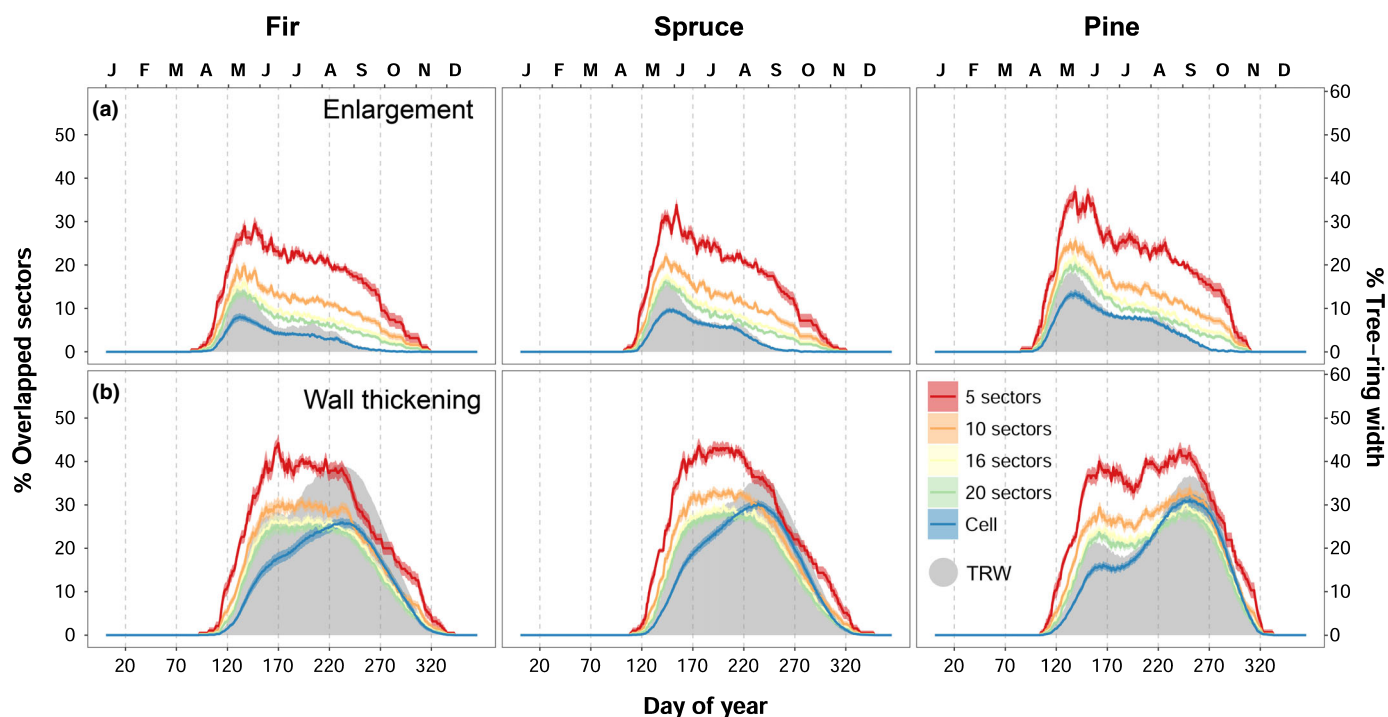 Fir Spruce Pine
J F M A M J J A S O N D J F M A M J J A S O N D J F M A M J J A S O N D
(a) Enlargement
60
50 50
40 40
30 30
20 20
10 10
0 0
% Overlappped sectors
% Tree–ring width
(b) Wall thickening
60
50 50
40 40
30 30
20 20
10 10
0 0
5 sectors
10 sectors
16 sectors
20 sectors
Cell
TRW
20 70 120 170 220 270 320 20 70 120 170 220 270 320 20 70 120 170 220 270 320
Day of year